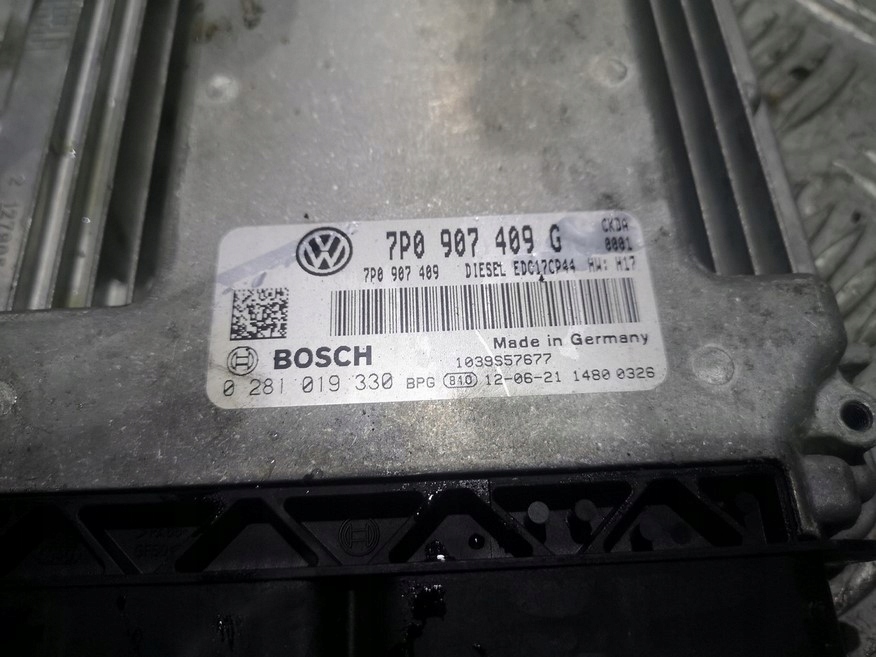 7P0 907 409 G
CKDA
0001
7P0 907 409 DIESEL EDC17CP44 HW: H17
Made in Germany
BOSCH
1039S57677
0 281 019 330 BPG 810 12-06-21 1480 0326